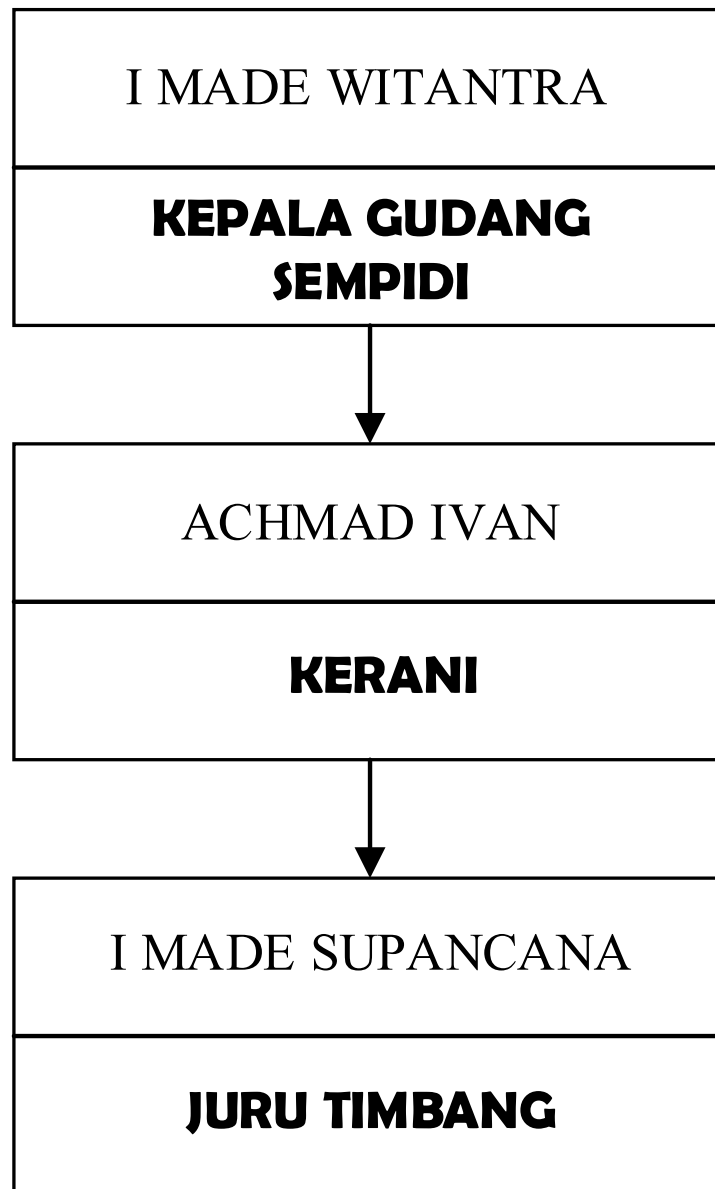 I MADE WITANTRA
KEPALA GUDANG
SEMPIDI
ACHMAD IVAN
KERANI
I MADE SUPANCANA
JURU TIMBANG